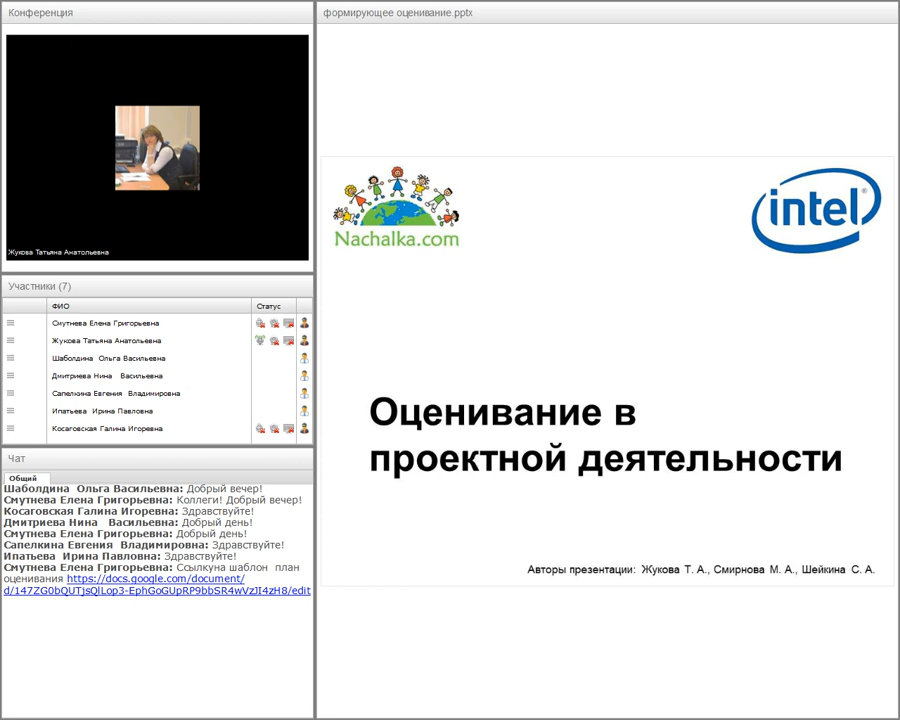 Конференция
Жукова Татьяна Анатольевна
Участники (7)
ФИО Статус
Смутнева Елена Григорьевна
Жукова Татьяна Анатольевна
Шаболдина Ольга Васильевна
Дмитриева Нина Васильевна
Сапелкина Евгения Владимировна
Ипатьева Ирина Павловна
Косаговская Галина Игоревна
Чат
Общий
Шаболдина Ольга Васильевна: Добрый вечер!
Смутнева Елена Григорьевна: Коллеги! Добрый вечер!
Косаговская Галина Игоревна: Здравствуйте!
Дмитриева Нина Васильевна: Добрый день!
Смутнева Елена Григорьевна: Добрый день!
Сапелкина Евгения Владимировна: Здравствуйте!
Ипатьева Ирина Павловна: Здравствуйте!
Смутнева Елена Григорьевна: Ссылкуна шаблон план
оценивания https://docs.google.com/document/
d/147ZG0bQUTjsQlLop3-EphGoGUpRP9bbSR4wVzJI4zH8/edit
формирующее оценивание.pptx
Nachalka.com
intel
Оценивание в
проектной деятельности
Авторы презентации: Жукова Т. А., Смирнова М. А., Шейкина С. А.